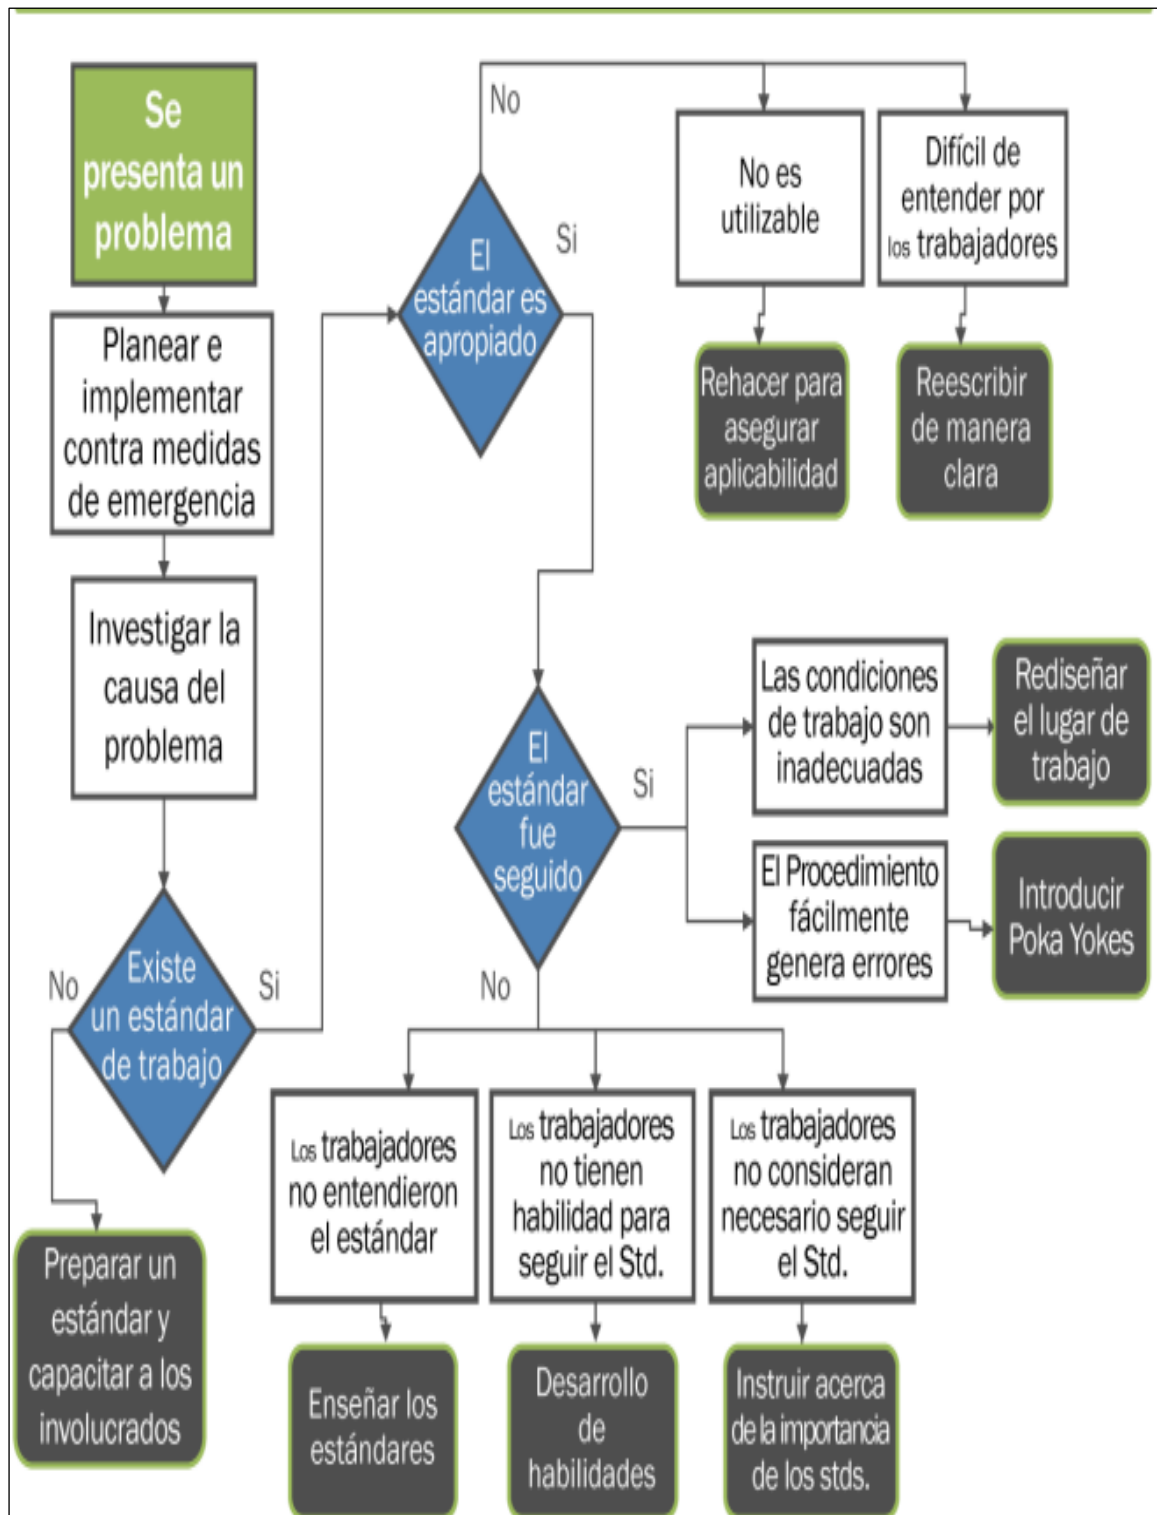 Se
presenta un
problema
Planear e
implementar
contra medidas
de emergencia
Investigar la
causa del
problema
Existe
un estándar
de trabajo
No
Si
Preparar un
estándar y
capacitar a los
involucrados
El
estándar es
apropiado
No
Si
No es
utilizable
Difícil de
entender por
los trabajadores
Rehacer para
asegurar
aplicabilidad
Reescribir
de manera
clara
El
estándar
fue
seguido
Si
No
Las condiciones
de trabajo son
inadecuadas
Rediseñar
el lugar de
trabajo
El Procedimiento
fácilmente
genera errores
Introducir
Poka Yokes
Los trabajadores
no entendieron
el estándar
Los trabajadores
no tienen
habilidad para
seguir el Std.
Los trabajadores
no consideran
necesario seguir
el Std.
Enseñar los
estándares
Desarrollo
de
habilidades
Instruir acerca
de la importancia
de los stds.